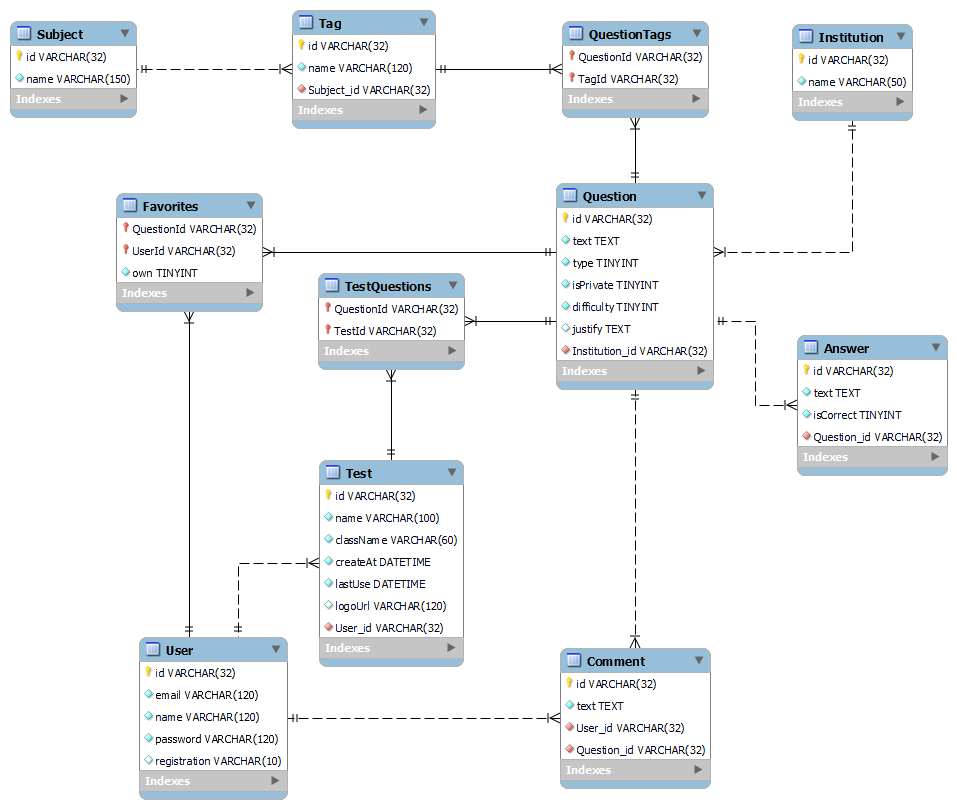 Subject
id VARCHAR(32)
name VARCHAR(150)
Indexes
Tag
id VARCHAR(32)
name VARCHAR(120)
Subject_id VARCHAR(32)
Indexes
QuestionTags
QuestionId VARCHAR(32)
TagId VARCHAR(32)
Indexes
Institution
id VARCHAR(32)
name VARCHAR(50)
Indexes
Favorites
QuestionId VARCHAR(32)
UserId VARCHAR(32)
own TINYINT
Indexes
Question
id VARCHAR(32)
text TEXT
type TINYINT
isPrivate TINYINT
difficulty TINYINT
justify TEXT
Institution_id VARCHAR(32)
Indexes
TestQuestions
QuestionId VARCHAR(32)
TestId VARCHAR(32)
Indexes
Answer
id VARCHAR(32)
text TEXT
isCorrect TINYINT
Question_id VARCHAR(32)
Indexes
Test
id VARCHAR(32)
name VARCHAR(100)
className VARCHAR(60)
createAt DATETIME
lastUse DATETIME
logoUrl VARCHAR(120)
User_id VARCHAR(32)
Indexes
User
id VARCHAR(32)
email VARCHAR(120)
name VARCHAR(120)
password VARCHAR(120)
registration VARCHAR(10)
Indexes
Comment
id VARCHAR(32)
text TEXT
User_id VARCHAR(32)
Question_id VARCHAR(32)
Indexes